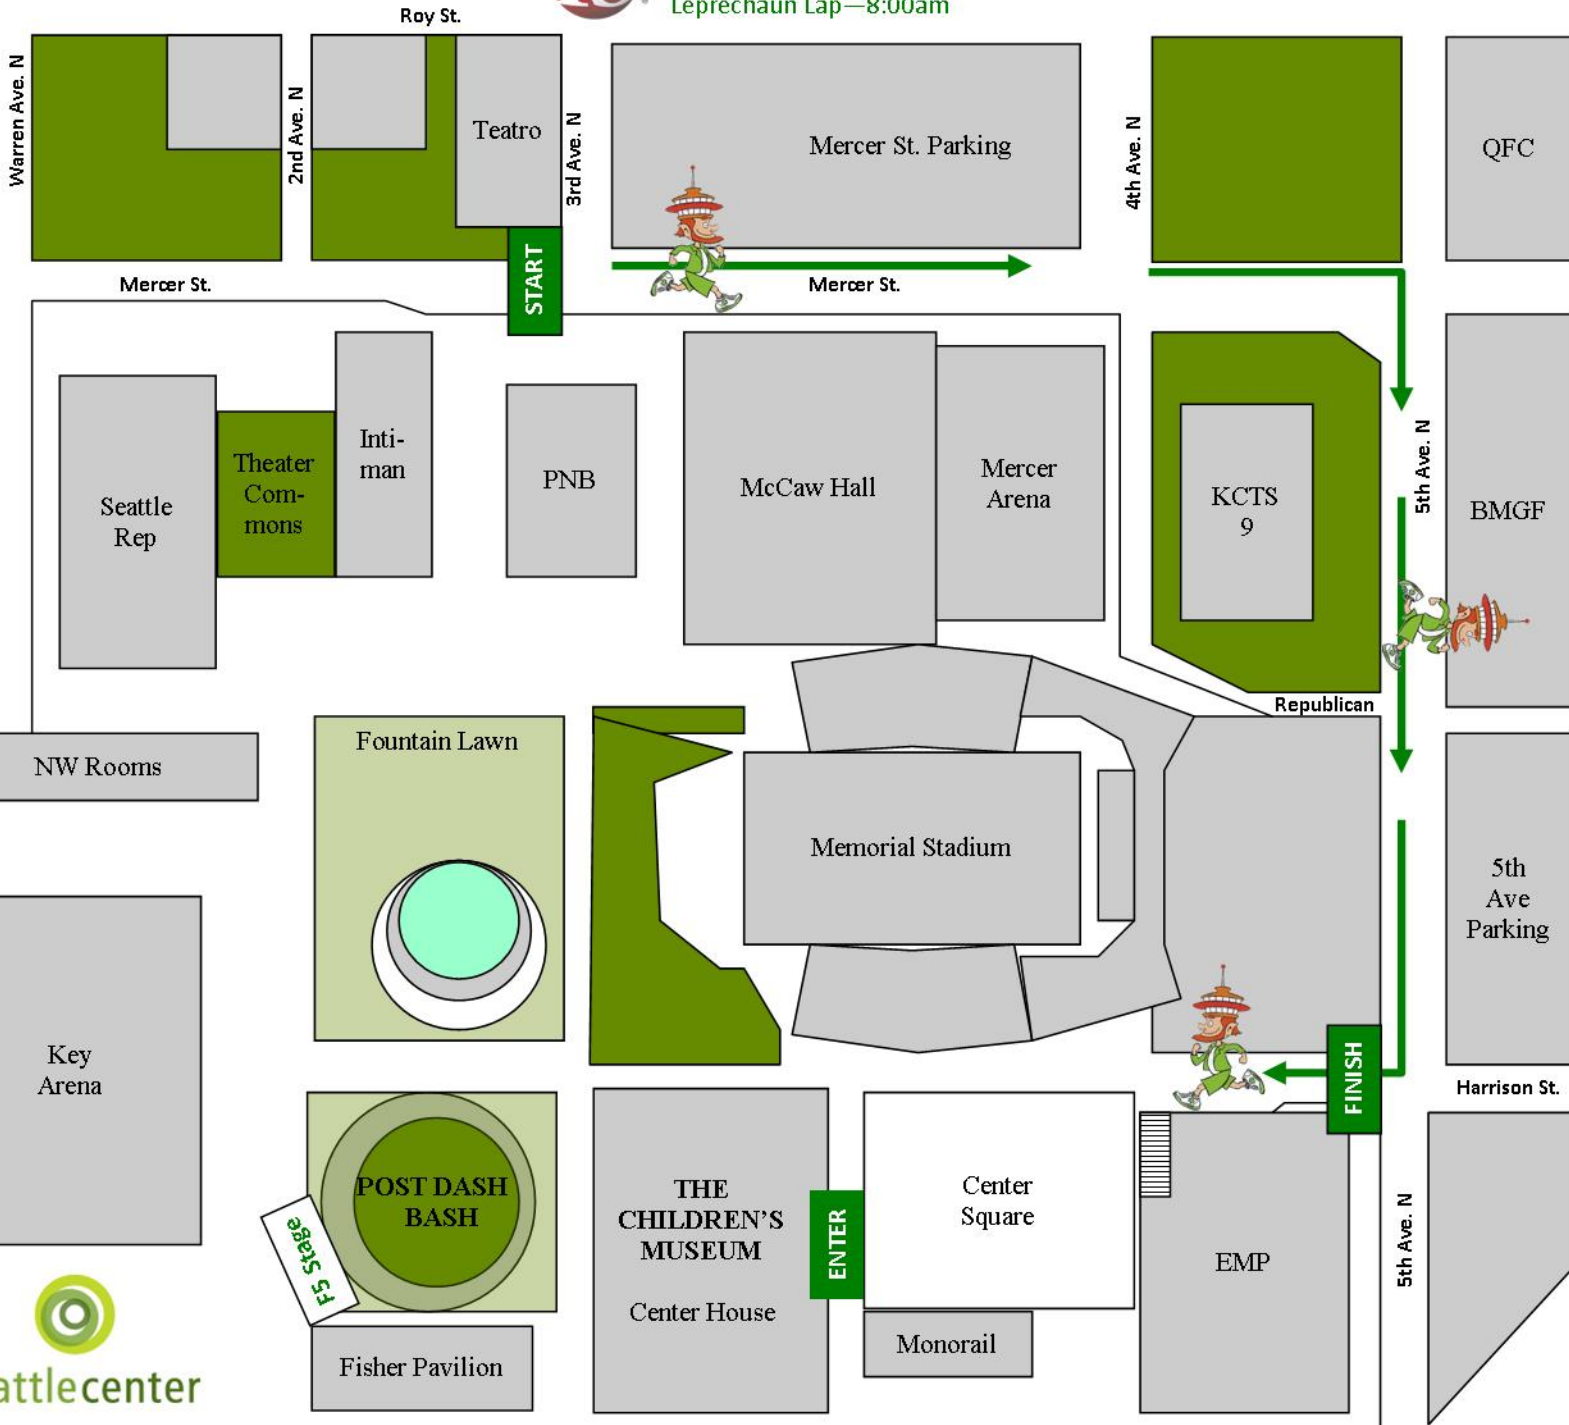 Leprechaun Lap—8:00am
Roy St.
Warren Ave. N
2nd Ave. N
Teatro
3rd Ave. N
Mercer St. Parking
4th Ave. N
QFC
START
Mercer St.
Mercer St.
Seattle
Rep
Theater
Com-
mons
Inti-
man
PNB
McCaw Hall
Mercer
Arena
KCTS
9
5th Ave. N
BMGF
Republican
NW Rooms
Fountain Lawn
Memorial Stadium
5th
Ave
Parking
Key
Arena
FINISH
Harrison St.
POST DASH
BASH
F5 Stage
THE
CHILDREN'S
MUSEUM
Center House
ENTER
Center
Square
EMP
5th Ave. N
Monorail
Fisher Pavilion
attlecenter